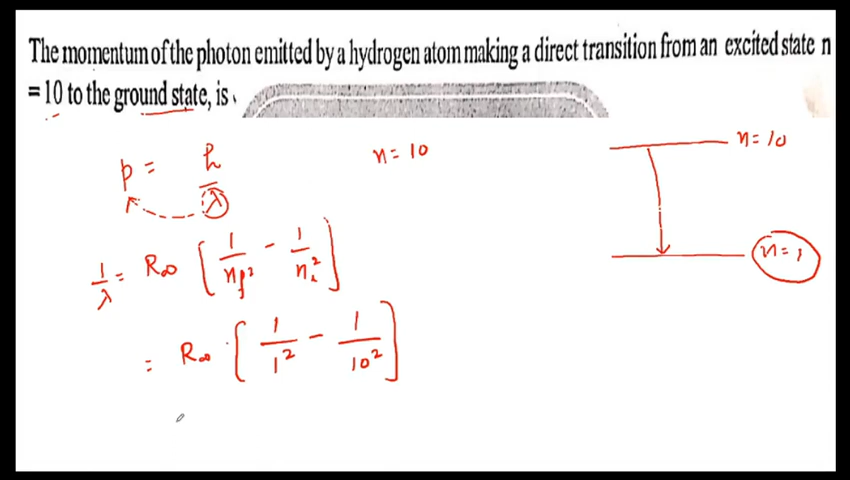 The momentum of the photon emitted by a hydrogen atom making a direct transition from an excited state n
= 10 to the ground state, is
p = h/λ
n = 10
n = 10
n = 1
1/λ = R∞ [1/nf² - 1/ni²]
= R∞ [1/1² - 1/10²]